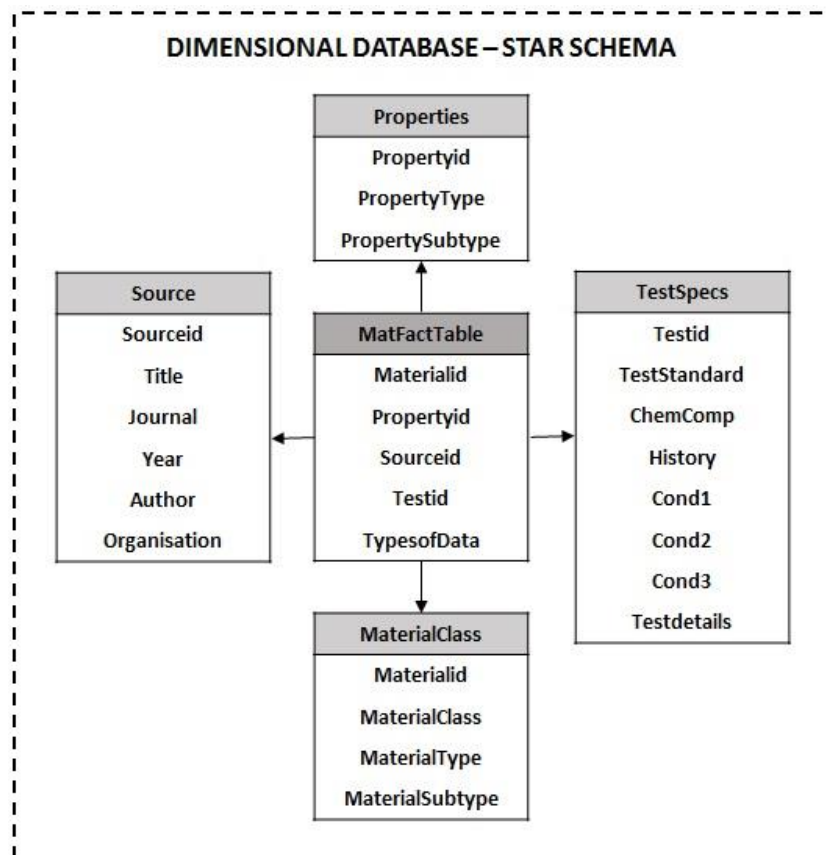 DIMENSIONAL DATABASE – STAR SCHEMA
Properties
Propertyid
PropertyType
PropertySubtype
Source
Sourceid
Title
Journal
Year
Author
Organisation
MatFactTable
Materialid
Propertyid
Sourceid
Testid
TypesofData
TestSpecs
Testid
TestStandard
ChemComp
History
Cond1
Cond2
Cond3
Testdetails
MaterialClass
Materialid
MaterialClass
MaterialType
MaterialSubtype